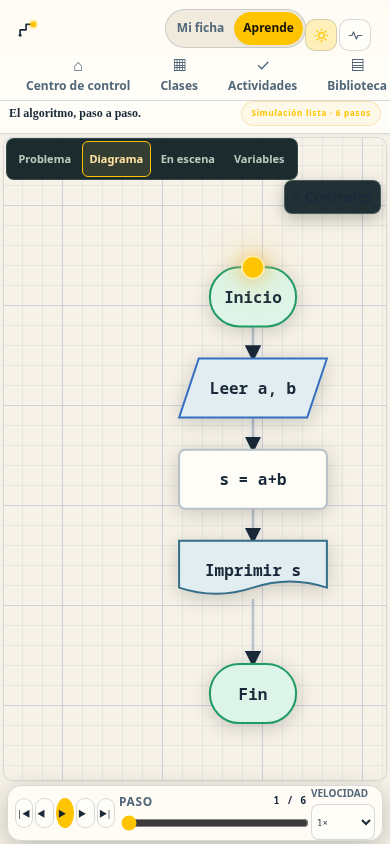 Mi ficha Aprende
Centro de control Clases Actividades Biblioteca
El algoritmo, paso a paso. Simulación lista · 6 pasos
Problema Diagrama En escena Variables
Controles
Inicio
Leer a, b
s = a+b
Imprimir s
Fin
PASO 1 / 6 VELOCIDAD
1×